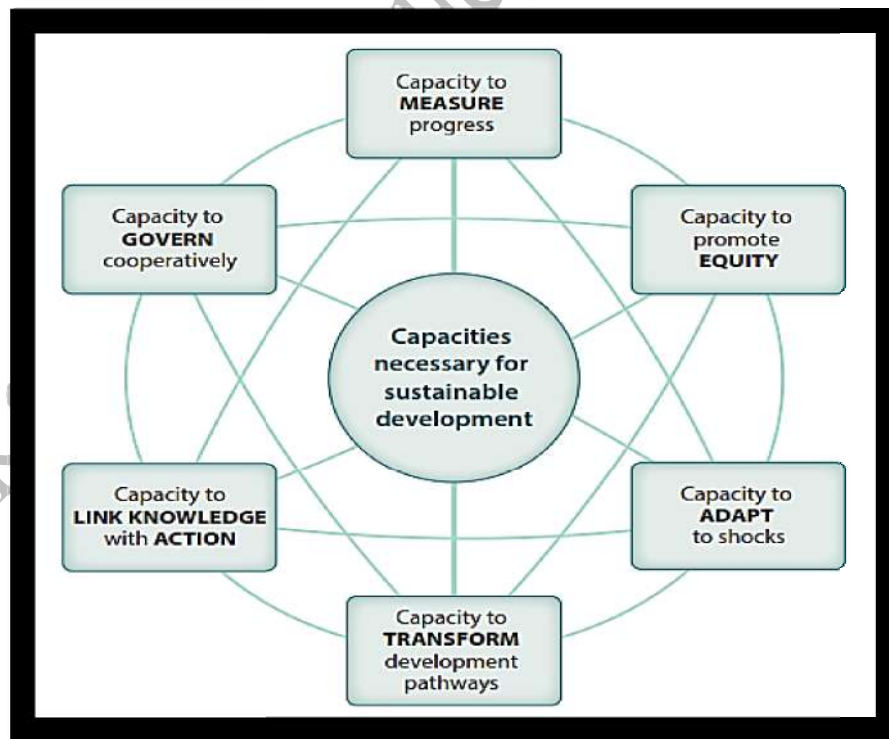 Capacity to
MEASURE
progress
Capacity to
GOVERN
cooperatively
Capacity to
promote
EQUITY
Capacities
necessary for
sustainable
development
Capacity to
LINK KNOWLEDGE
with ACTION
Capacity to
ADAPT
to shocks
Capacity to
TRANSFORM
development
pathways